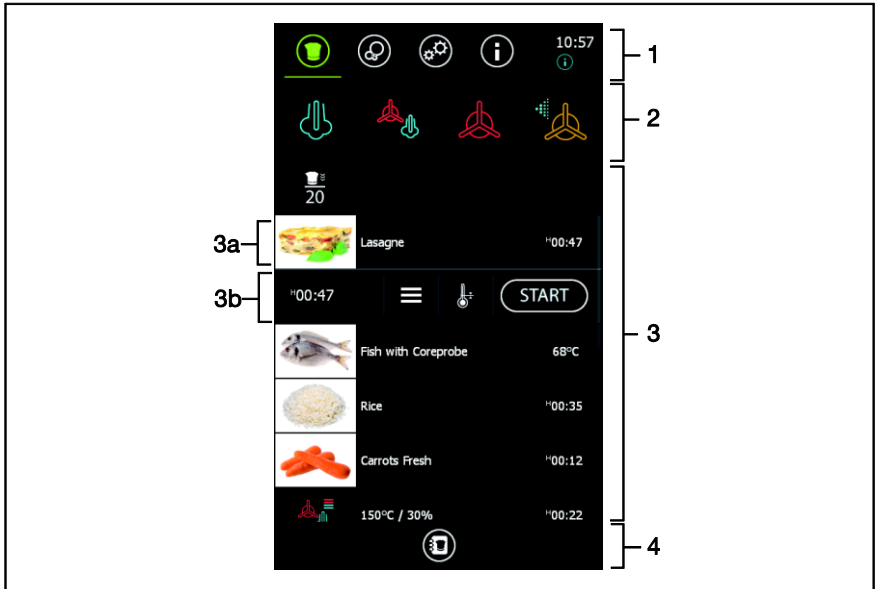 10:57
i
i
1
2
20
3a
Lasagne
H00:47
3b
H00:47
START
3
Fish with Coreprobe
68°C
Rice
H00:35
Carrots Fresh
H00:12
150°C / 30%
H00:22
4